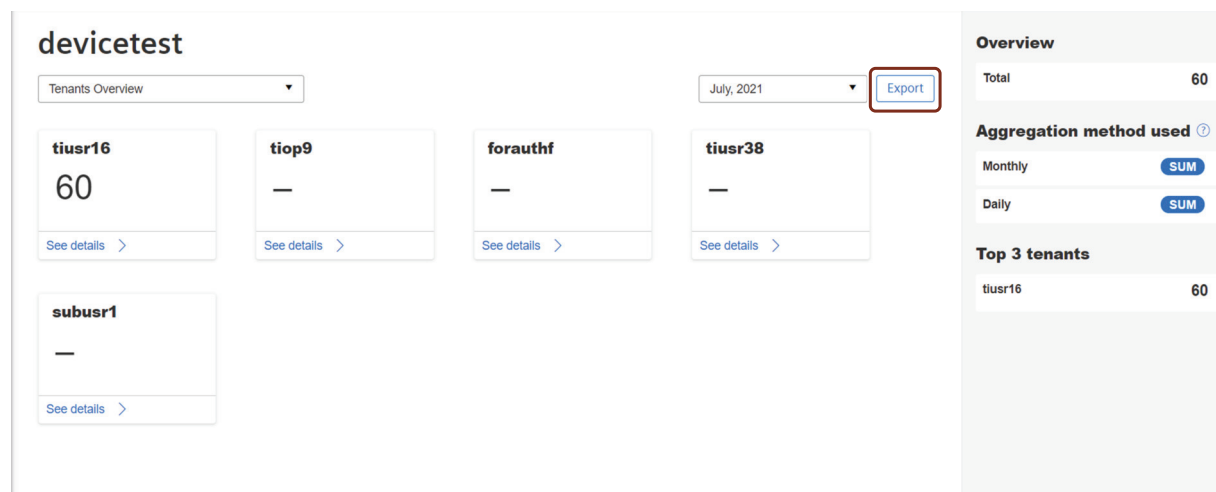 devicetest
Tenants Overview
July, 2021
Export
tiusr16
60
See details
tiop9
–
See details
forauthf
–
See details
tiusr38
–
See details
subusr1
–
See details
Overview
Total 60
Aggregation method used ?
Monthly SUM
Daily SUM
Top 3 tenants
tiusr16 60